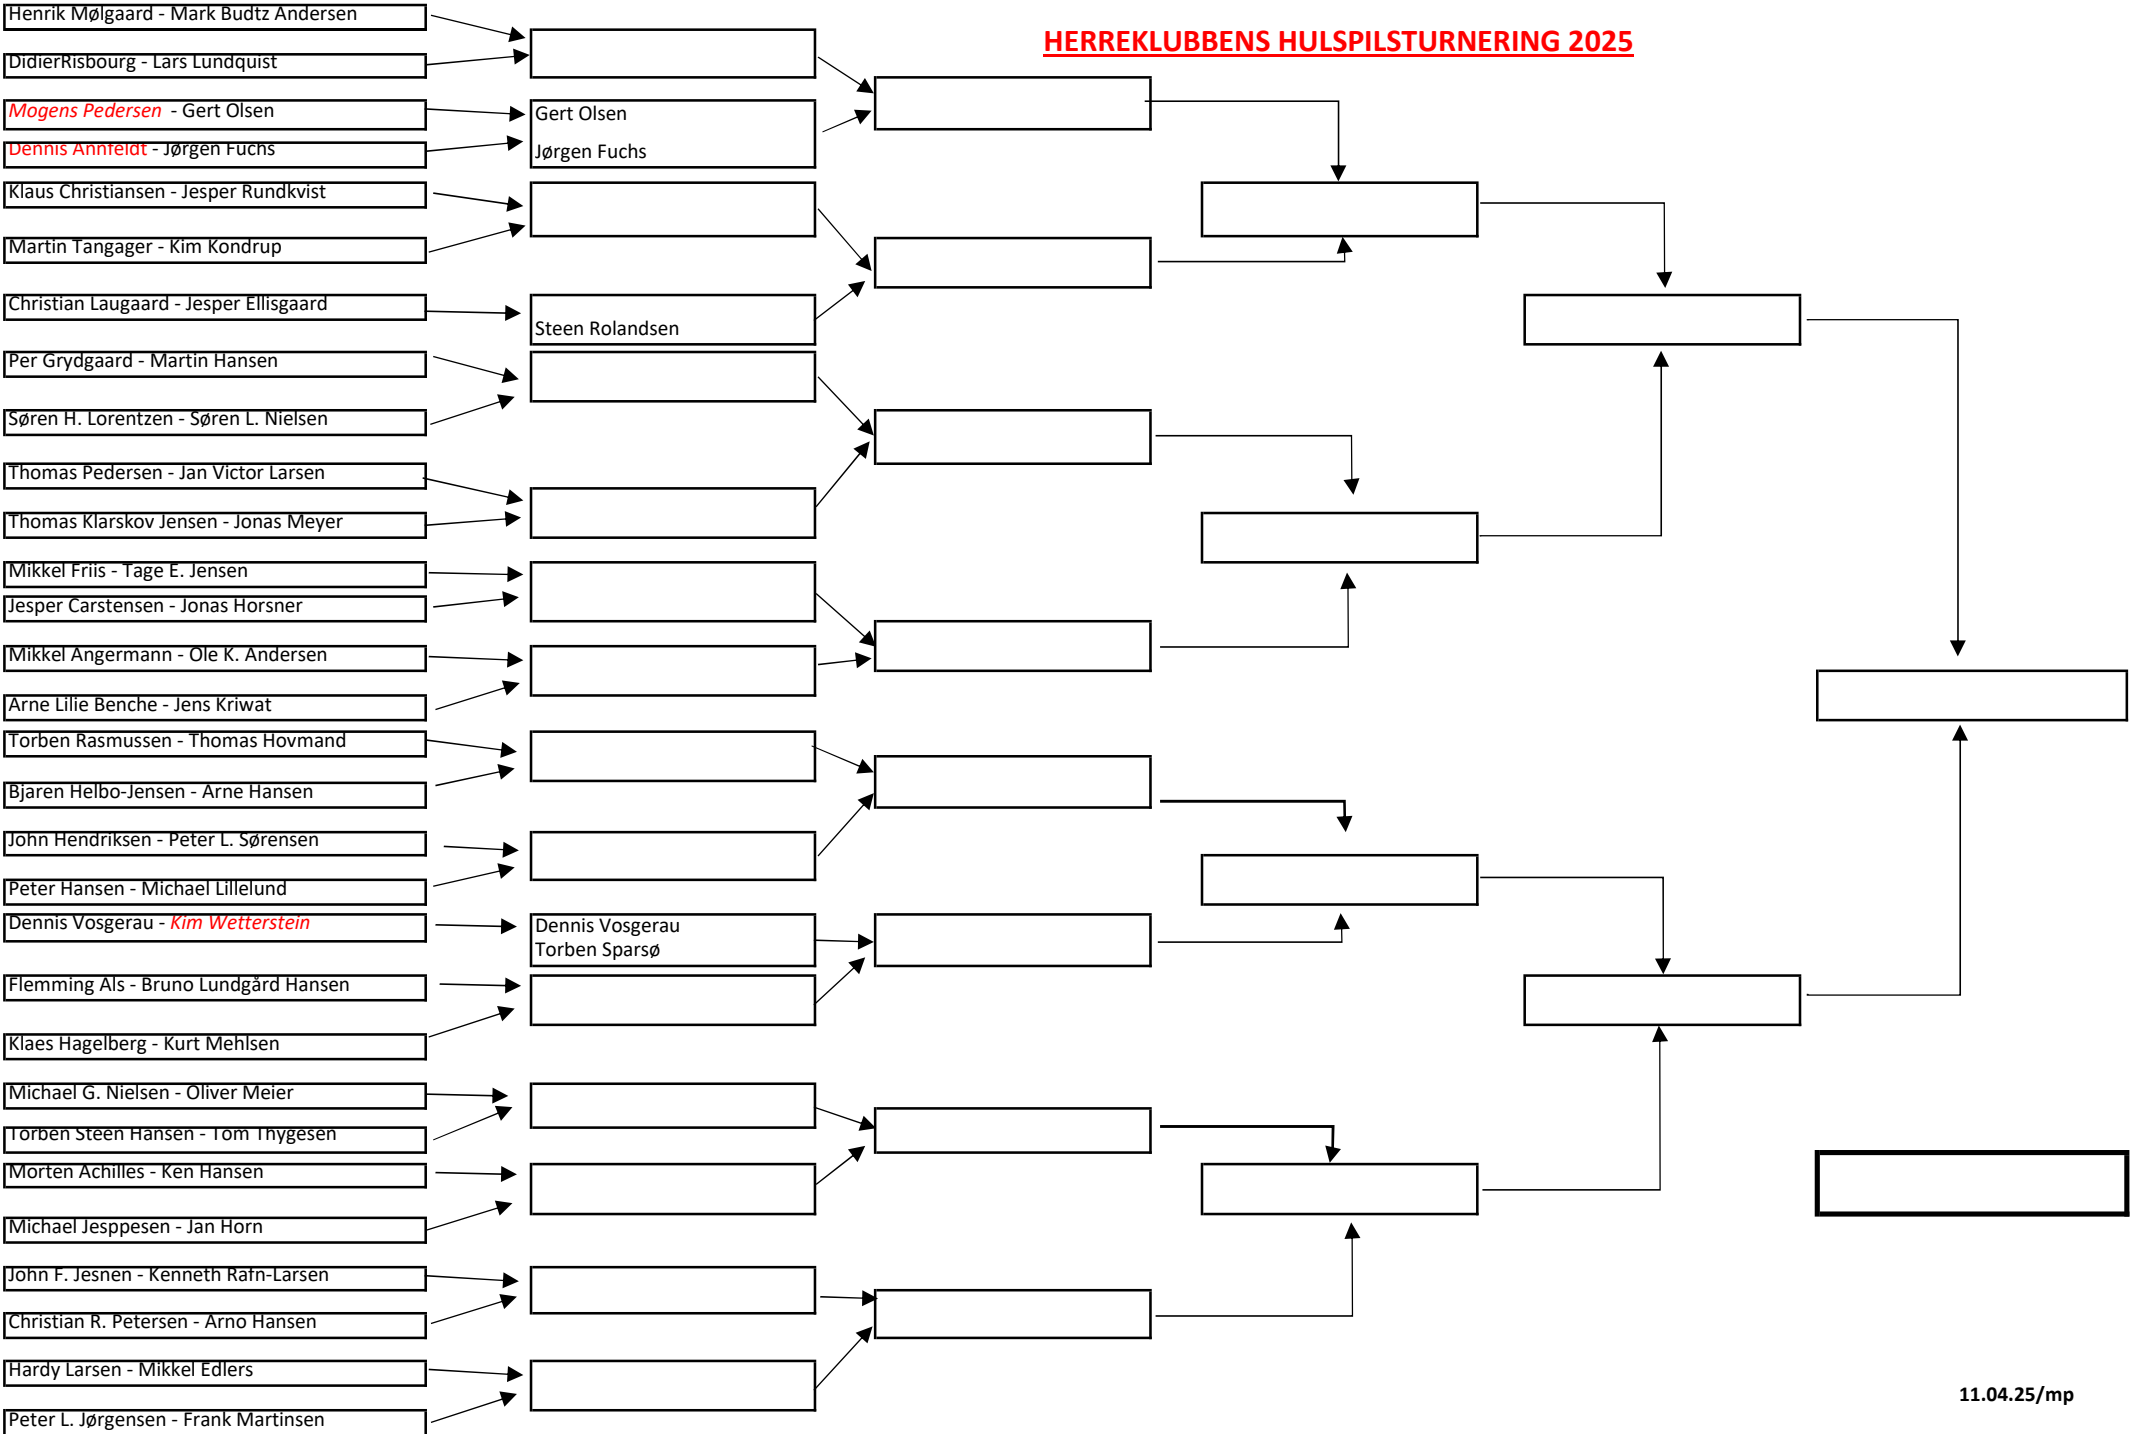 HERREKLUBBENS HULSPILSTURNERING 2025
Henrik Mølgaard - Mark Budtz Andersen
DidierRisbourg - Lars Lundquist
Mogens Pedersen - Gert Olsen
Dennis Annfeldt - Jørgen Fuchs
Klaus Christiansen - Jesper Rundkvist
Martin Tangager - Kim Kondrup
Christian Laugaard - Jesper Ellisgaard
Per Grydgaard - Martin Hansen
Søren H. Lorentzen - Søren L. Nielsen
Thomas Pedersen - Jan Victor Larsen
Thomas Klarskov Jensen - Jonas Meyer
Mikkel Friis - Tage E. Jensen
Jesper Carstensen - Jonas Horsner
Mikkel Angermann - Ole K. Andersen
Arne Lilie Benche - Jens Kriwat
Torben Rasmussen - Thomas Hovmand
Bjaren Helbo-Jensen - Arne Hansen
John Hendriksen - Peter L. Sørensen
Peter Hansen - Michael Lillelund
Dennis Vosgerau - Kim Wetterstein
Flemming Als - Bruno Lundgård Hansen
Klaes Hagelberg - Kurt Mehlsen
Michael G. Nielsen - Oliver Meier
Torben Steen Hansen - Tom Thygesen
Morten Achilles - Ken Hansen
Michael Jesppesen - Jan Horn
John F. Jesnen - Kenneth Rafn-Larsen
Christian R. Petersen - Arno Hansen
Hardy Larsen - Mikkel Edlers
Peter L. Jørgensen - Frank Martinsen
Gert Olsen
Jørgen Fuchs
Steen Rolandsen
Dennis Vosgerau
Torben Sparsø
11.04.25/mp